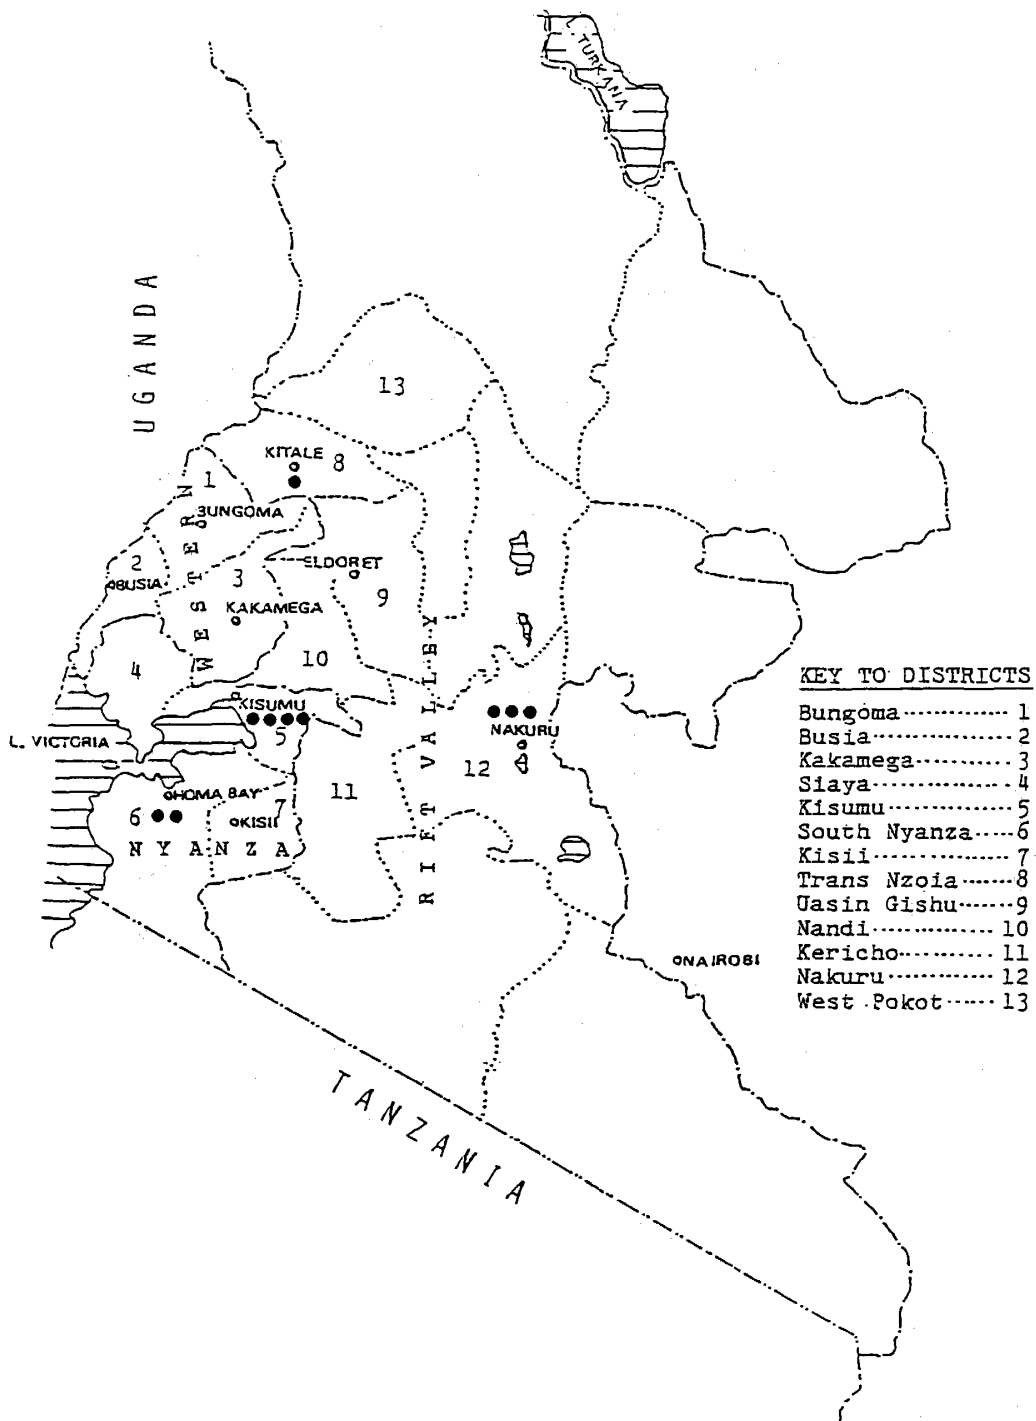 TURKANA
UGANDA
13
KITALE
8
1
BUNGOMA
WESTERN
2
BUSIA
3
ELDORET
9
KAKAMEGA
4
10
KISUMU
5
L. VICTORIA
RIFT VALLEY
NAKURU
12
11
HOMA BAY
6
7
KISII
NYANZA
NAIROBI
TANZANIA
KEY TO DISTRICTS
Bungoma ............ 1
Busia ............... 2
Kakamega ........... 3
Siaya ............... 4
Kisumu ............. 5
South Nyanza ..... 6
Kisii ............... 7
Trans Nzoia ....... 8
Uasin Gishu ...... 9
Nandi ............. 10
Kericho ........... 11
Nakuru ............ 12
West Pokot ...... 13